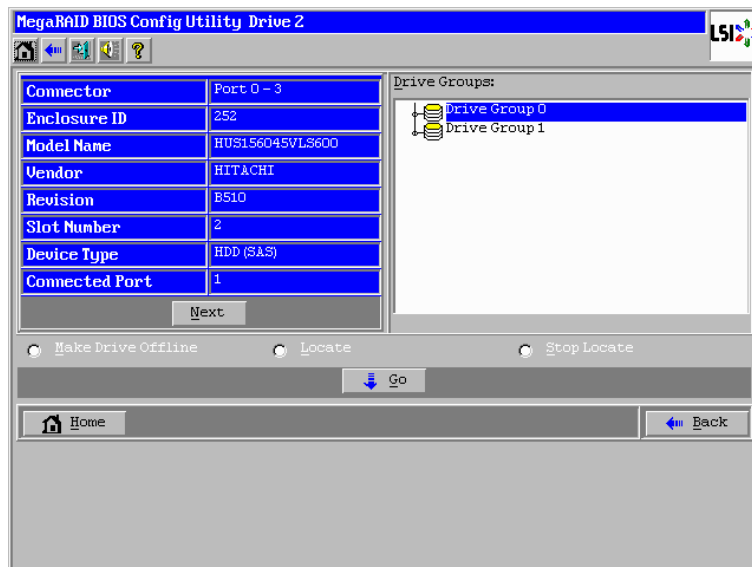 MegaRAID BIOS Config Utility Drive 2
LSI
Connector Port 0 - 3
Enclosure ID 252
Model Name HUS156045VLS600
Vendor HITACHI
Revision B510
Slot Number 2
Device Type HDD (SAS)
Connected Port 1
Next
Drive Groups:
Drive Group 0
Drive Group 1
Make Drive Offline Locate Stop Locate
Go
Home Back